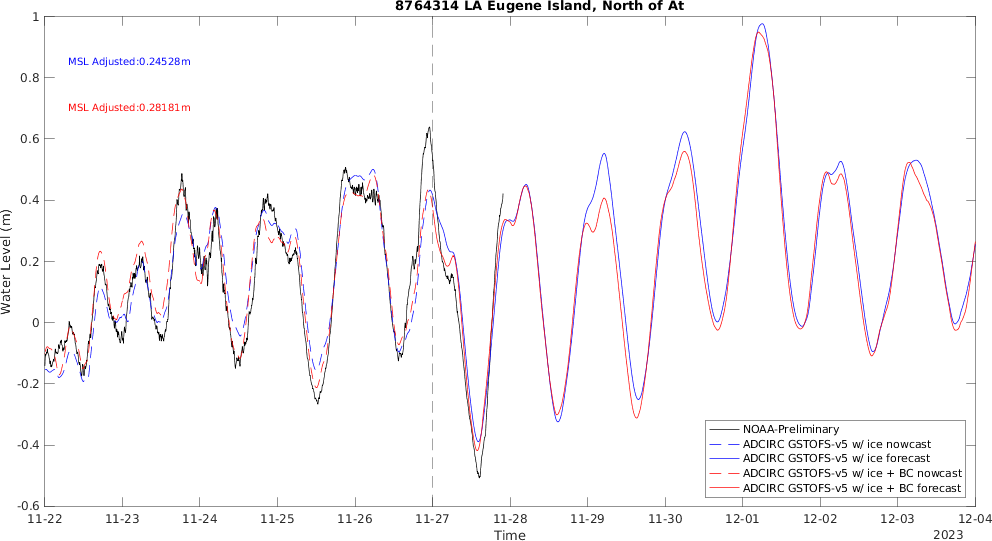 8764314 LA Eugene Island, North of At
MSL Adjusted:0.24528m
MSL Adjusted:0.28181m
Water Level (m)
1
0.8
0.6
0.4
0.2
0
-0.2
-0.4
-0.6
NOAA-Preliminary
ADCIRC GSTOFS-v5 w/ ice nowcast
ADCIRC GSTOFS-v5 w/ ice forecast
ADCIRC GSTOFS-v5 w/ ice + BC nowcast
ADCIRC GSTOFS-v5 w/ ice + BC forecast
11-22 11-23 11-24 11-25 11-26 11-27 11-28 11-29 11-30 12-01 12-02 12-03 12-04
Time
2023